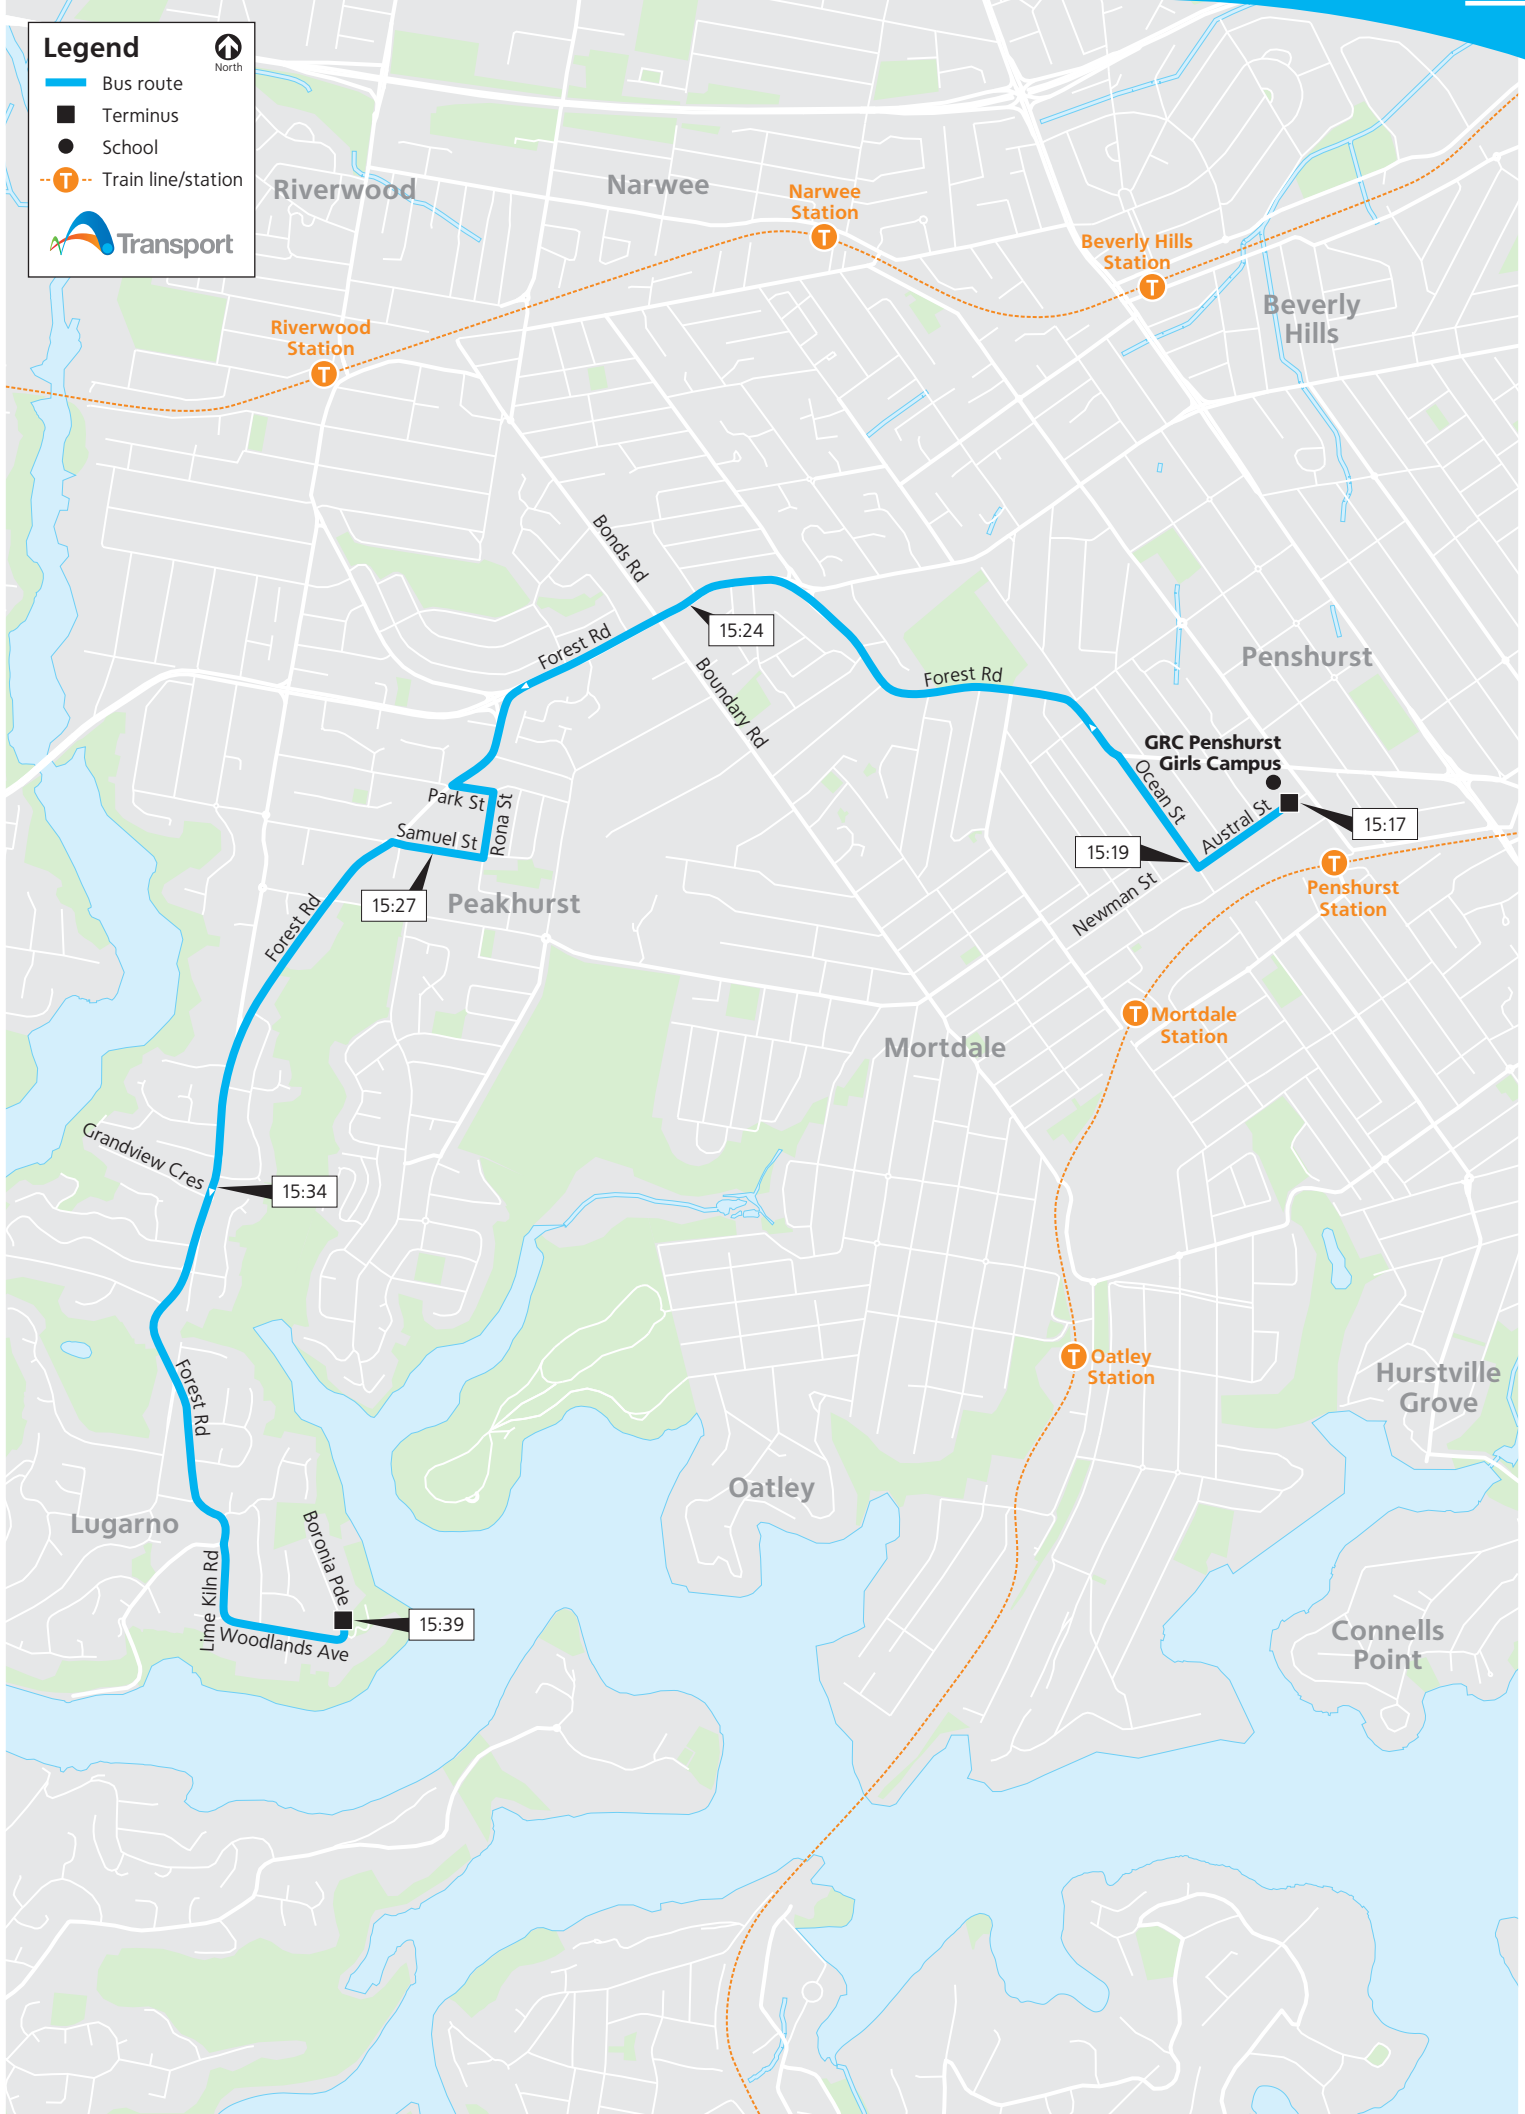 Legend
North
Bus route
Terminus
School
T
Train line/station
Transport
Riverwood
Narwee
Narwee
Station
T
Beverly Hills
Station
T
Beverly
Hills
Riverwood
Station
T
Bonds Rd
15:24
Forest Rd
Boundary Rd
Forest Rd
Penshurst
GRC Penshurst
Girls Campus
Ocean St
Austral St
15:17
15:19
Newman St
T
Penshurst
Station
Park St
Rona St
Samuel St
15:27
Peakhurst
Forest Rd
T
Mortdale
Station
Mortdale
Grandview Cres
15:34
Forest Rd
T
Oatley
Station
Hurstville
Grove
Oatley
Lugarno
Boronia Pde
Lime Kiln Rd
15:39
Woodlands Ave
Connells
Point